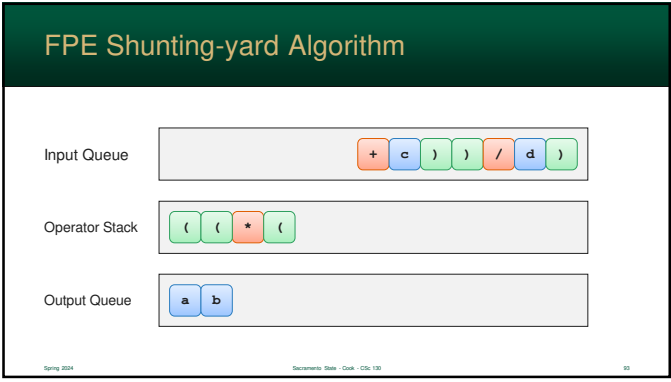 FPE Shunting-yard Algorithm
Input Queue + c ) ) / d )
Operator Stack ( ( * (
Output Queue a b
Spring 2024 Sacramento State - Cook - CSc 130 93